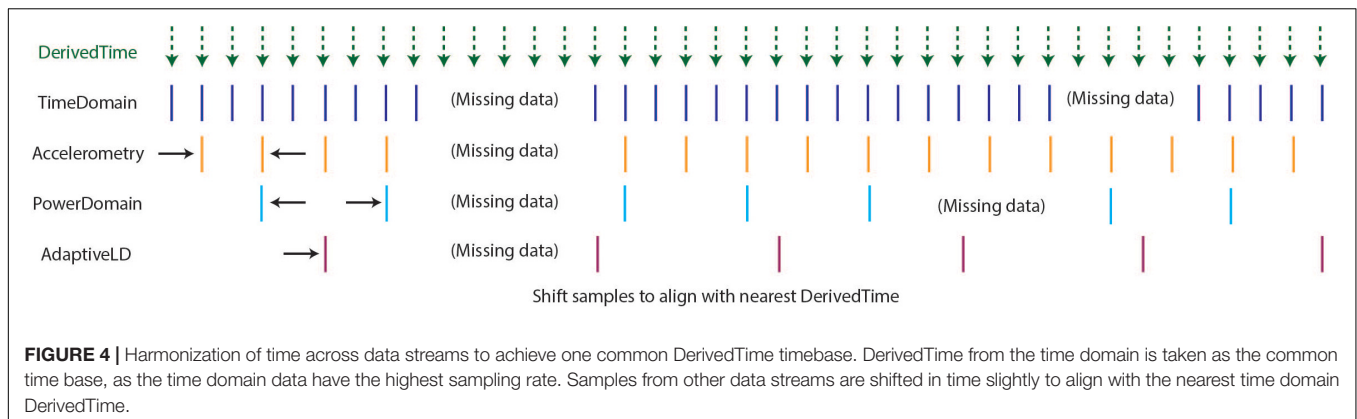 DerivedTime
TimeDomain (Missing data) (Missing data)
Accelerometry (Missing data)
PowerDomain (Missing data) (Missing data)
AdaptiveLD (Missing data)
Shift samples to align with nearest DerivedTime
FIGURE 4 | Harmonization of time across data streams to achieve one common DerivedTime timebase. DerivedTime from the time domain is taken as the common
time base, as the time domain data have the highest sampling rate. Samples from other data streams are shifted in time slightly to align with the nearest time domain
DerivedTime.